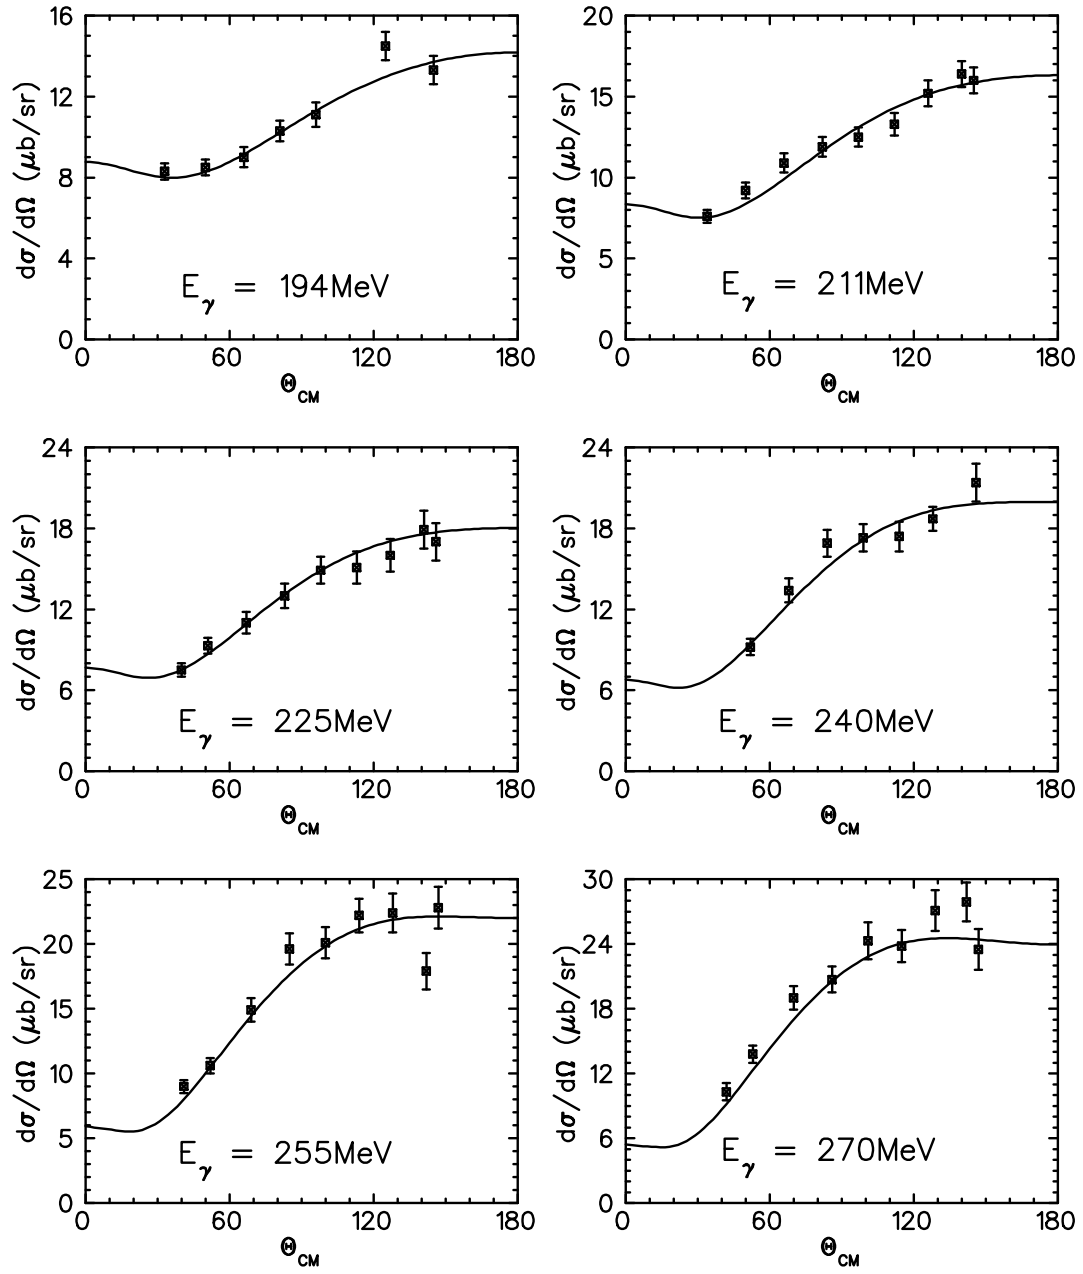 16
12
8
4
0
dσ/dΩ (μb/sr)
E_γ = 194MeV
0 60 120 180
Θ_CM
20
15
10
5
0
dσ/dΩ (μb/sr)
E_γ = 211MeV
0 60 120 180
Θ_CM
24
18
12
6
0
dσ/dΩ (μb/sr)
E_γ = 225MeV
0 60 120 180
Θ_CM
24
18
12
6
0
dσ/dΩ (μb/sr)
E_γ = 240MeV
0 60 120 180
Θ_CM
25
20
15
10
5
0
dσ/dΩ (μb/sr)
E_γ = 255MeV
0 60 120 180
Θ_CM
30
24
18
12
6
0
dσ/dΩ (μb/sr)
E_γ = 270MeV
0 60 120 180
Θ_CM